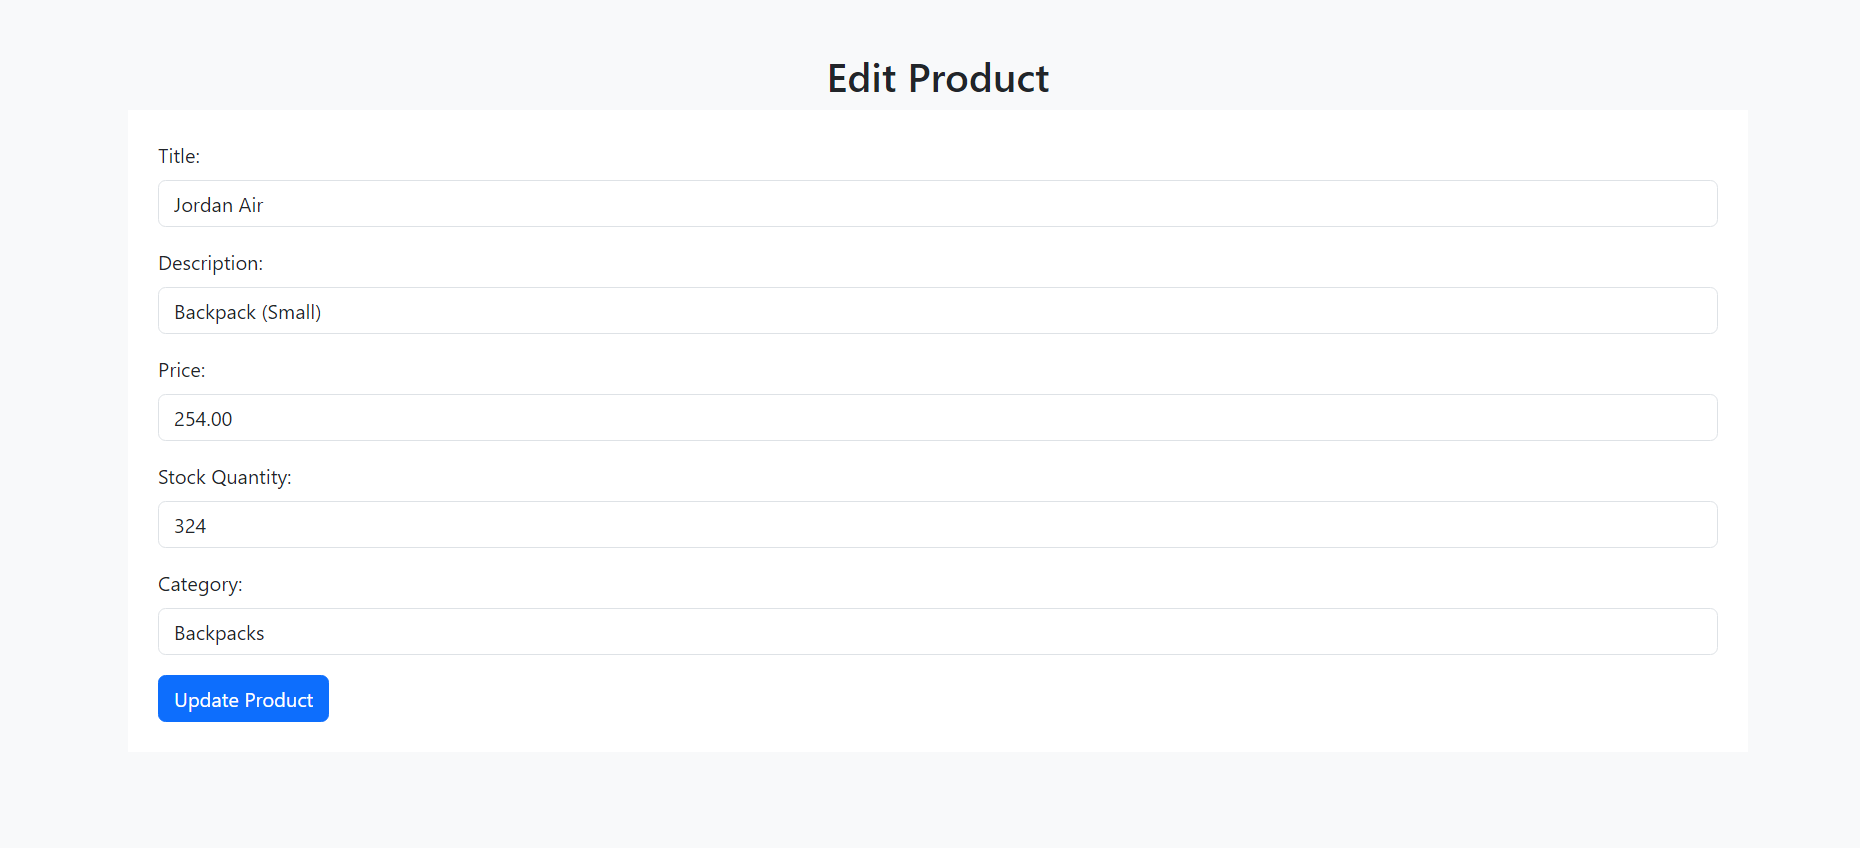 Edit Product
Title:
Jordan Air
Description:
Backpack (Small)
Price:
254.00
Stock Quantity:
324
Category:
Backpacks
Update Product